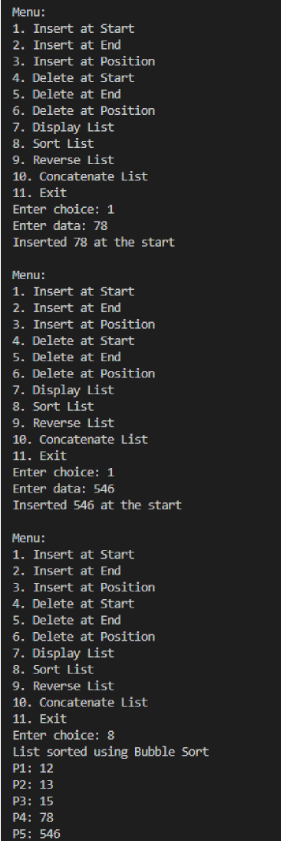 Menu:
1. Insert at Start
2. Insert at End
3. Insert at Position
4. Delete at Start
5. Delete at End
6. Delete at Position
7. Display List
8. Sort List
9. Reverse List
10. Concatenate List
11. Exit
Enter choice: 1
Enter data: 78
Inserted 78 at the start

Menu:
1. Insert at Start
2. Insert at End
3. Insert at Position
4. Delete at Start
5. Delete at End
6. Delete at Position
7. Display List
8. Sort List
9. Reverse List
10. Concatenate List
11. Exit
Enter choice: 1
Enter data: 546
Inserted 546 at the start

Menu:
1. Insert at Start
2. Insert at End
3. Insert at Position
4. Delete at Start
5. Delete at End
6. Delete at Position
7. Display List
8. Sort List
9. Reverse List
10. Concatenate List
11. Exit
Enter choice: 8
List sorted using Bubble Sort
P1: 12
P2: 13
P3: 15
P4: 78
P5: 546